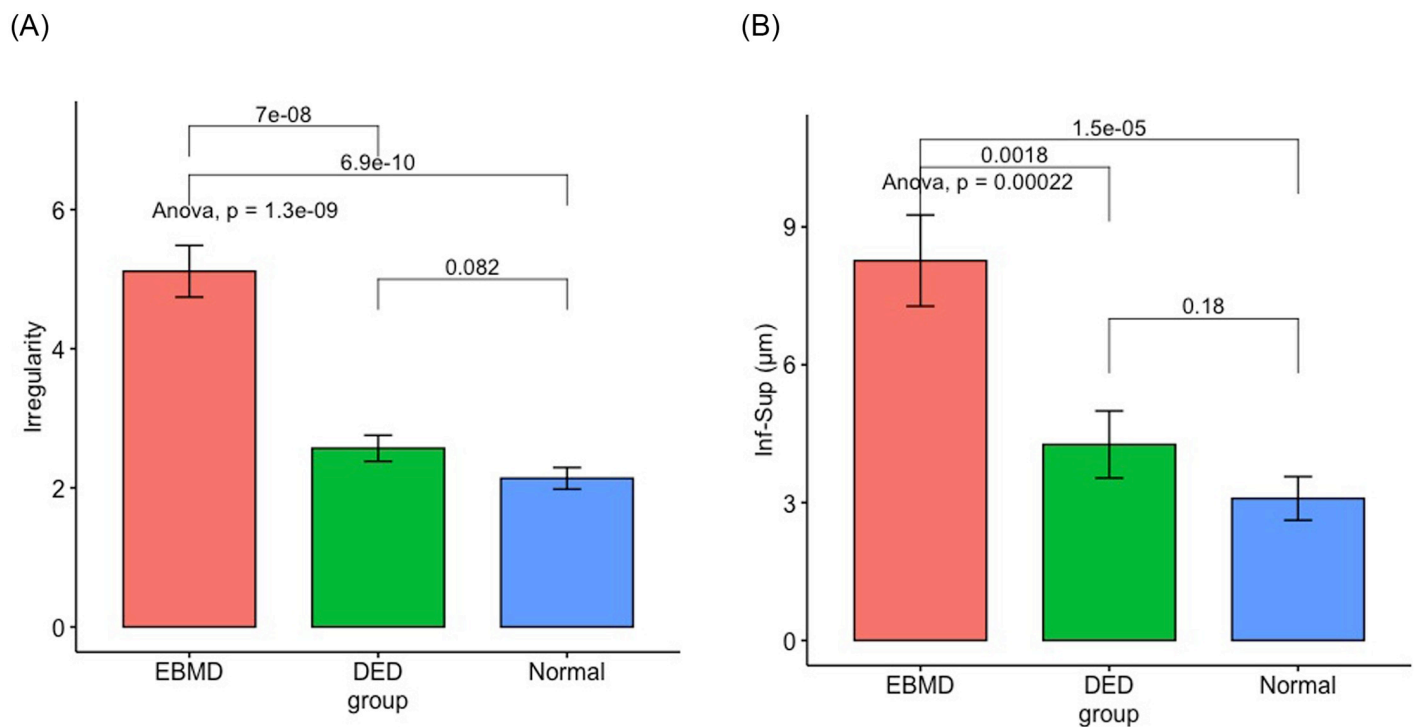 (A)
7e-08
6.9e-10
Anova, p = 1.3e-09
0.082
Irregularity
6
4
2
0
EBMD
DED
Normal
group
(B)
1.5e-05
0.0018
Anova, p = 0.00022
0.18
Inf-Sup (µm)
9
6
3
0
EBMD
DED
Normal
group